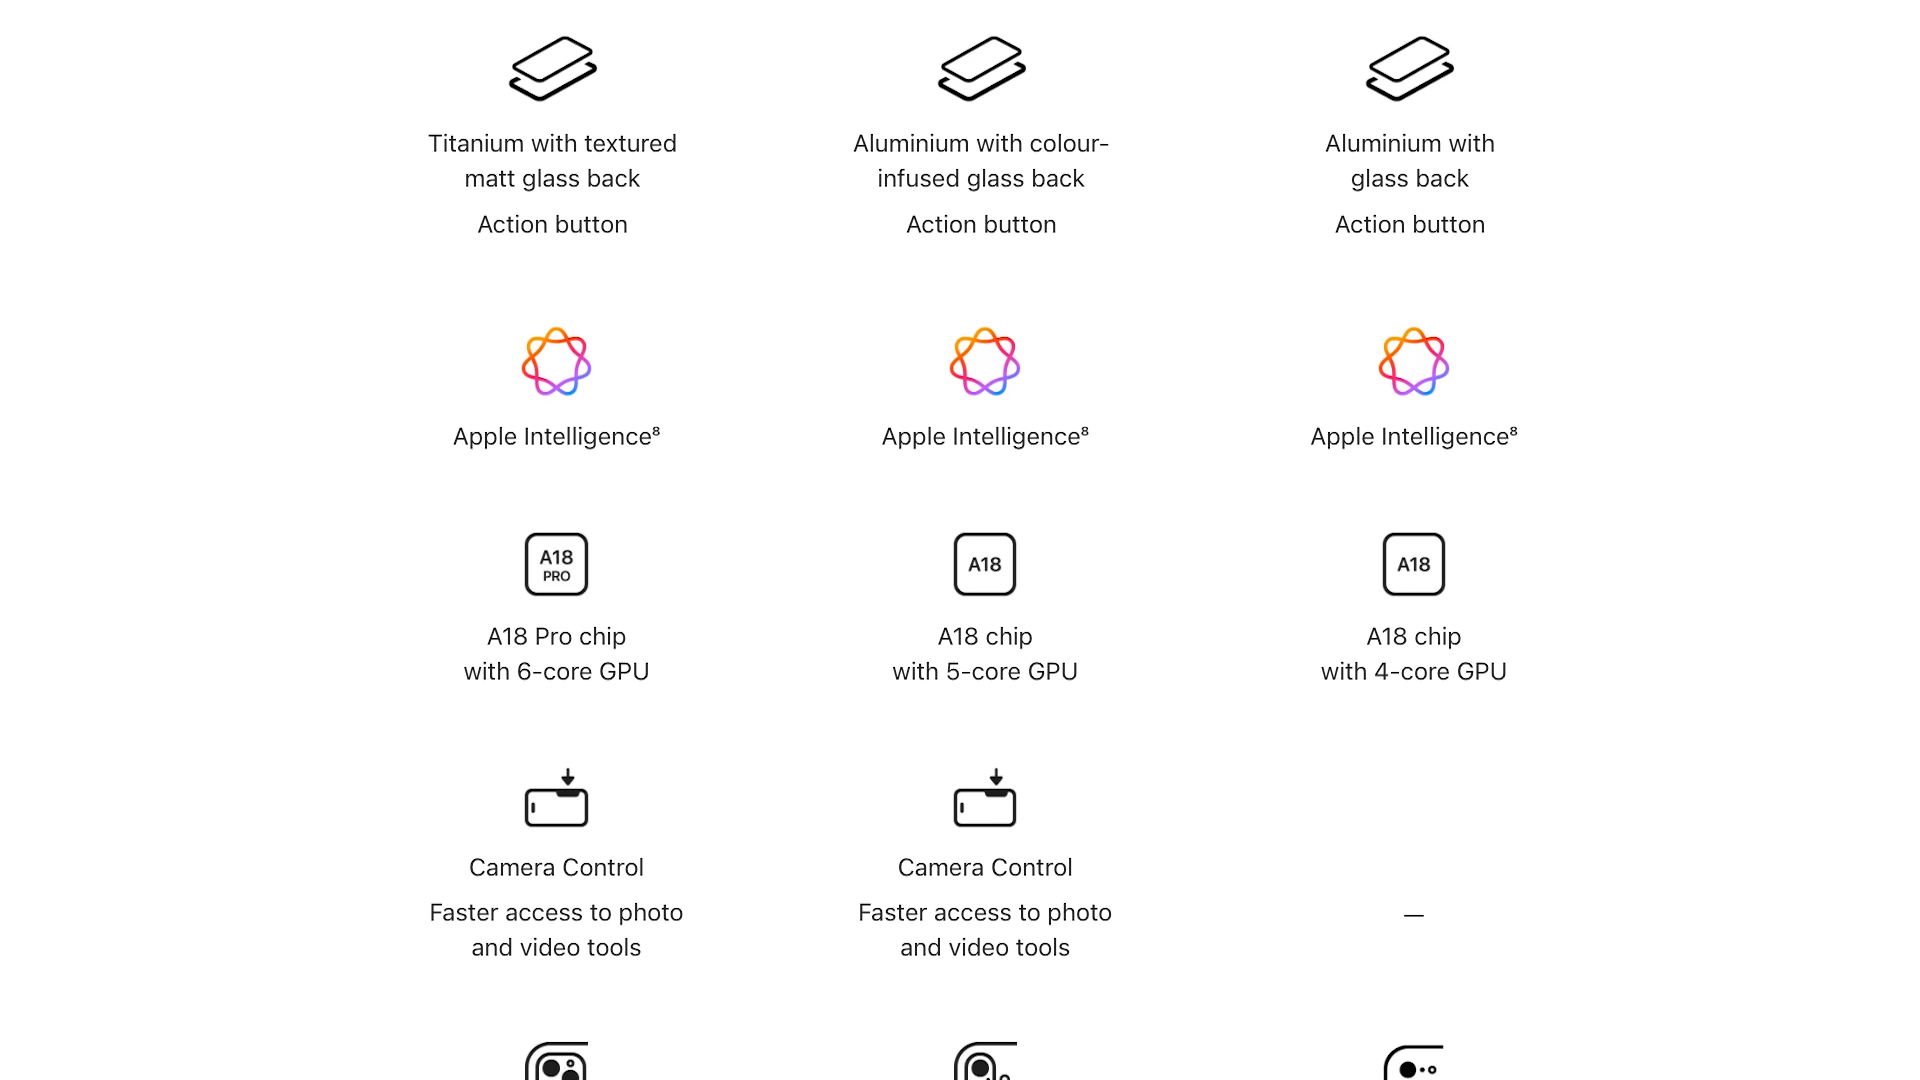 Titanium with textured
matt glass back
Action button
Aluminium with colour-
infused glass back
Action button
Aluminium with
glass back
Action button
Apple Intelligence⁸
Apple Intelligence⁸
Apple Intelligence⁸
A18
PRO
A18 Pro chip
with 6-core GPU
A18
A18 chip
with 5-core GPU
A18
A18 chip
with 4-core GPU
Camera Control
Faster access to photo
and video tools
Camera Control
Faster access to photo
and video tools
—